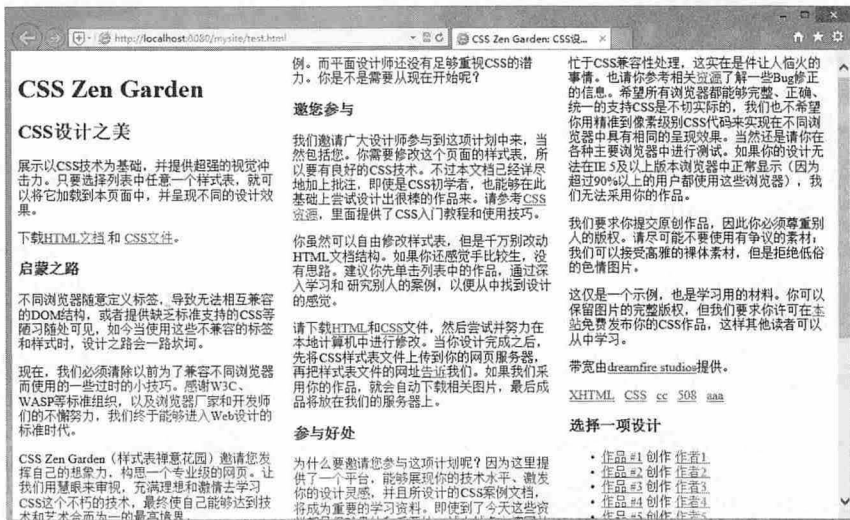 http://localhost:8080/mysite/test.html
CSS Zen Garden: CSS设...
CSS Zen Garden
CSS设计之美
展示以CSS技术为基础,并提供超强的视觉冲
击力。只要选择列表中任意一个样式表,就可
以将它加载到本页面中,并呈现不同的设计效
果。
下载HTML文档 和 CSS文件。
启蒙之路
不同浏览器随意定义标签,导致无法相互兼容
的DOM结构,或者提供缺乏标准支持的CSS等
陋习随处可见,如今当使用这些不兼容的标签
和样式时,设计之路会一路坎坷。
现在,我们必须清除以前为了兼容不同浏览器
而使用的一些过时的小技巧。感谢W3C、
WASP等标准组织,以及浏览器厂家和开发师
们的不懈努力,我们终于能够进入Web设计的
标准时代。
CSS Zen Garden(样式表禅意花园)邀请您发
挥自己的想象力,构思一个专业级的网页。让
我们用慧眼来审视,充满理想和激情去学习
CSS这个不朽的技术,最终使自己能够达到技
术和艺术合而为一的最高境界。
例。而平面设计师还没有足够重视CSS的潜
力。你是不是需要从现在开始呢?
邀您参与
我们邀请广大设计师参与到这项计划中来,当
然包括您。你需要修改这个页面的样式表,所
以要有良好的CSS技术。不过本文档已经详尽
地加上批注,即使是CSS初学者,也能够在此
基础上尝试设计出很棒的作品来。请参考CSS
资源,里面提供了CSS入门教程和使用技巧。
你虽然可以自由修改样式表,但是千万别改动
HTML文档结构。如果你还感觉手比较生,没
有思路。建议你先单击列表中的作品,通过深
入学习和 研究别人的案例,以便从中找到设计
的感觉。
请下载HTML和CSS文件,然后尝试并努力在
本地计算机中进行修改。当你设计完成之后,
先将CSS样式表文件上传到你的网页服务器,
再把样式表文件的网址告诉我们。如果我们采
用你的作品,就会自动下载相关图片,最后成
品将放在我们的服务器上。
参与好处
为什么要邀请您参与这项计划呢?因为这里提
供了一个平台,能够展现你的技术水平、激发
你的设计灵感,并且所设计的CSS案例文档,
将成为重要的学习资料。即使到了今天这些资
忙于CSS兼容性处理,这实在是件让人恼火的
事情。也请你参考相关资源了解一些Bug修正
的信息。希望所有浏览器都能够完整、正确、
统一的支持CSS是不切实际的,我们也不希望
你用精准到像素级别CSS代码来实现在不同浏
览器中具有相同的呈现效果。当然还是请你在
各种主要浏览器中进行测试。如果你的设计无
法在IE 5及以上版本浏览器中正常显示(因为
超过90%以上的用户都使用这些浏览器),我
们无法采用你的作品。
我们要求你提交原创作品,因此你必须尊重别
人的版权。请尽可能不要使用有争议的素材;
我们可以接受高雅的裸体素材,但是拒绝低俗
的色情图片。
这仅是一个示例,也是学习用的材料。你可以
保留图片的完整版权,但我们要求你许可在本
站免费发布你的CSS作品,这样其他读者可以
从中学习。
带宽由dreamfire studios提供。
XHTML CSS cc 508 aaa
选择一项设计
作品 #1 创作 作者1
作品 #2 创作 作者2
作品 #3 创作 作者3
作品 #4 创作 作者4
作品 #5 创作 作者5